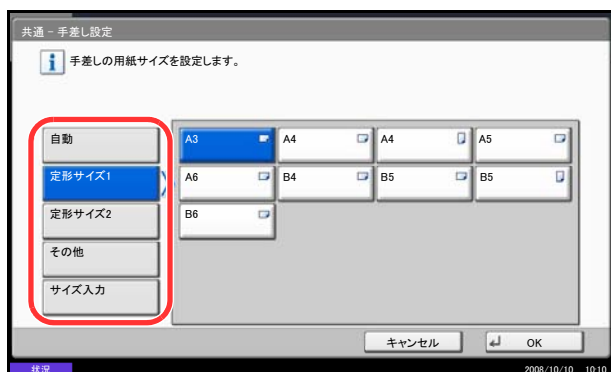 共通 - 手差し設定
手差しの用紙サイズを設定します。
自動
定形サイズ1
定形サイズ2
その他
サイズ入力
A3 A4 A4 A5
A6 B4 B5 B5
B6
キャンセル OK
状況 2008/10/10 10:10